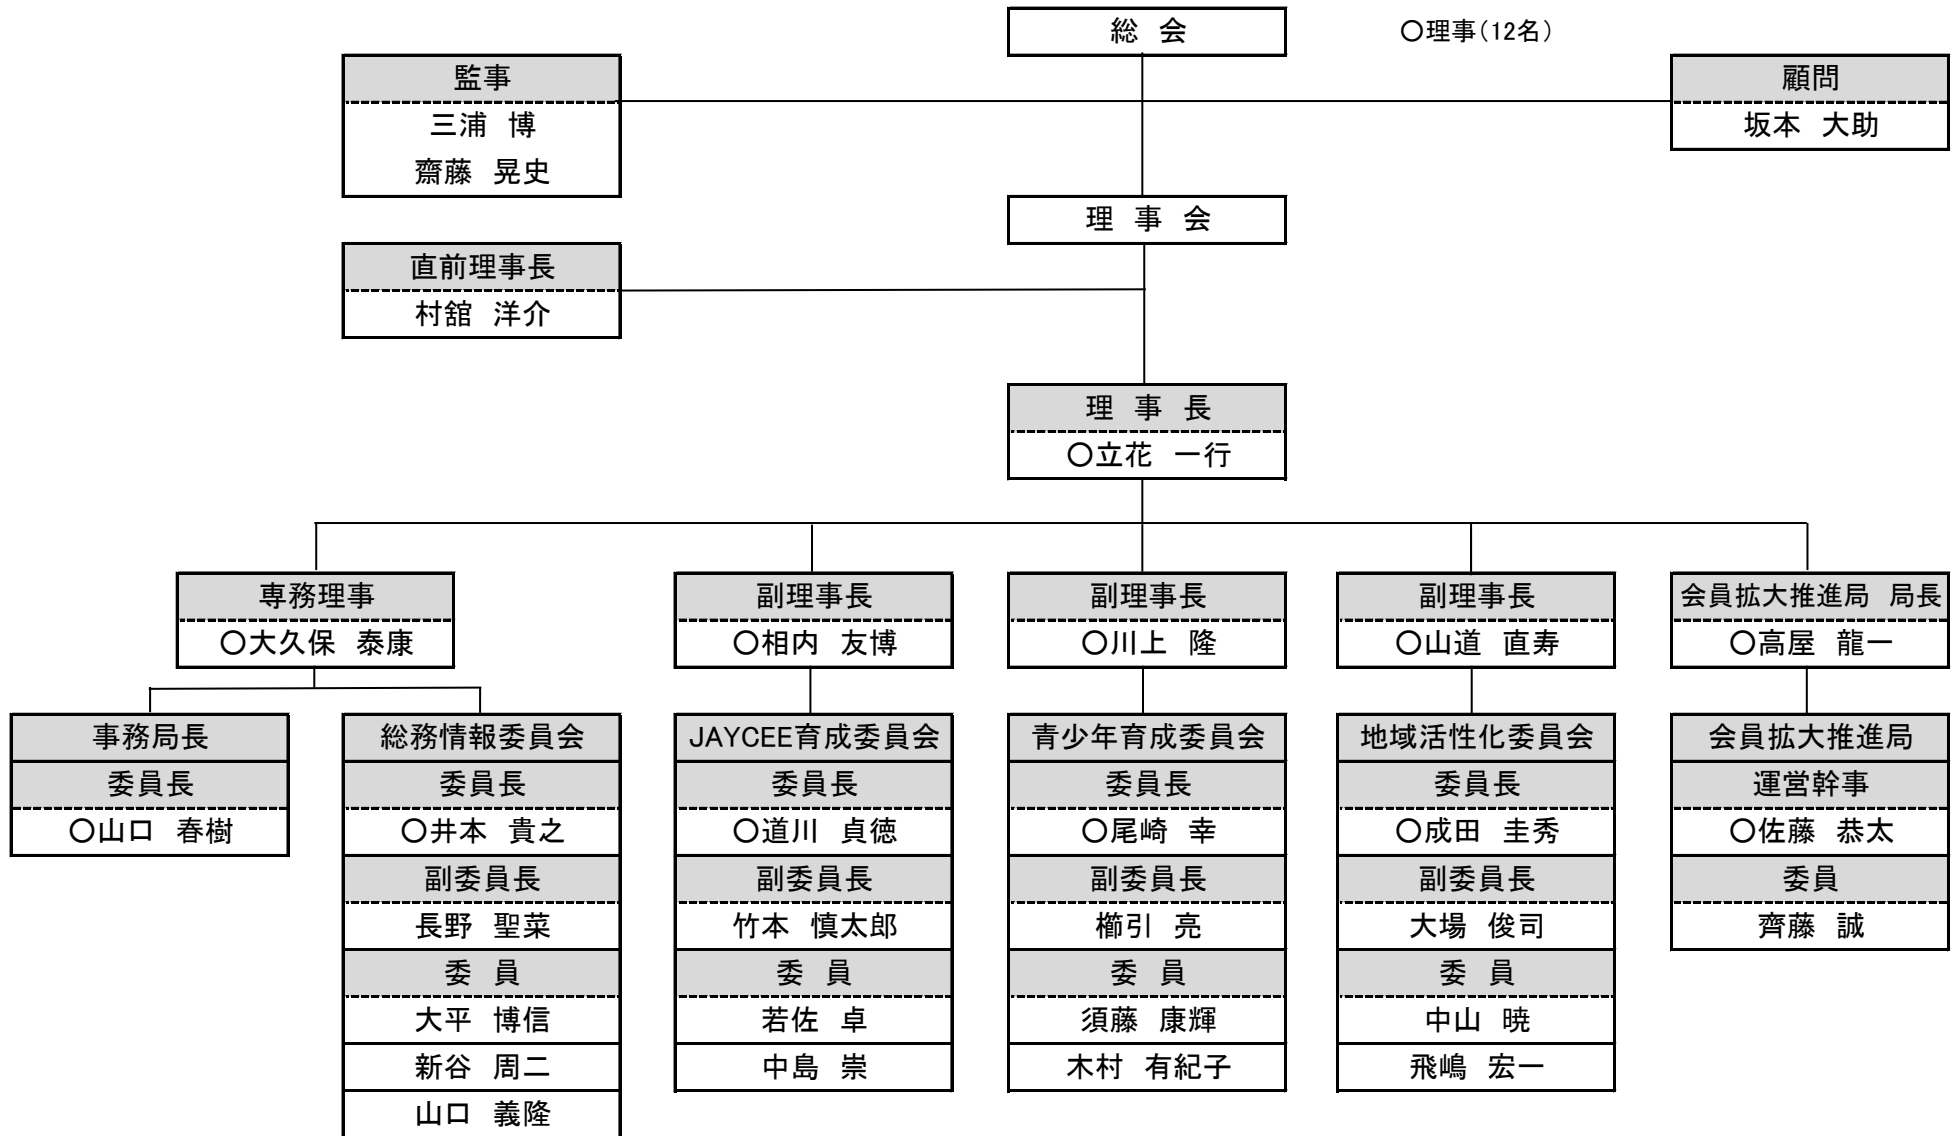 総 会
○理事(12名)
監事
三浦 博
齋藤 晃史
顧問
坂本 大助
理 事 会
直前理事長
村舘 洋介
理 事 長
○立花 一行
専務理事
○大久保 泰康
副理事長
○相内 友博
副理事長
○川上 隆
副理事長
○山道 直寿
会員拡大推進局 局長
○高屋 龍一
事務局長
委員長
○山口 春樹
総務情報委員会
委員長
○井本 貴之
副委員長
長野 聖菜
委 員
大平 博信
新谷 周二
山口 義隆
JAYCEE育成委員会
委員長
○道川 貞徳
副委員長
竹本 慎太郎
委 員
若佐 卓
中島 崇
青少年育成委員会
委員長
○尾崎 幸
副委員長
櫛引 亮
委 員
須藤 康輝
木村 有紀子
地域活性化委員会
委員長
○成田 圭秀
副委員長
大場 俊司
委 員
中山 暁
飛嶋 宏一
会員拡大推進局
運営幹事
○佐藤 恭太
委員
齊藤 誠